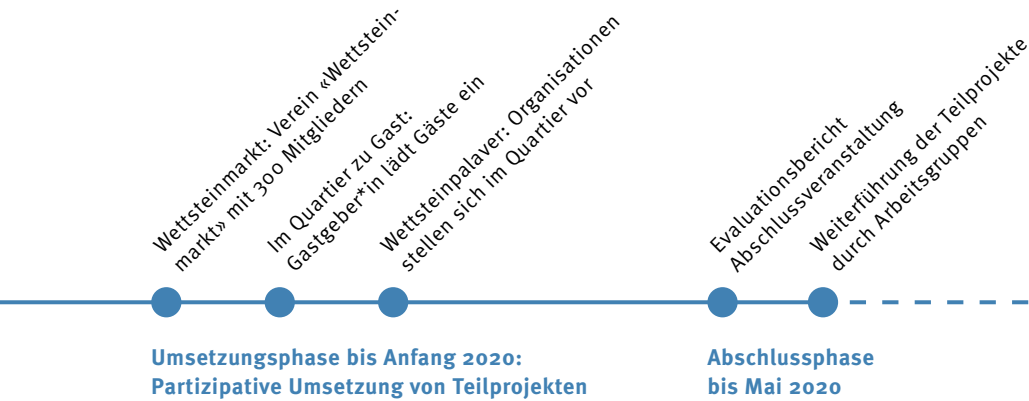 Wettsteinmarkt: Verein «Wettstein-
markt» mit 300 Mitgliedern
Im Quartier zu Gast:
Gastgeber*in lädt Gäste ein
Wettsteinpalaver: Organisationen
stellen sich im Quartier vor
Evaluationsbericht
Abschlussveranstaltung
Weiterführung der Teilprojekte
durch Arbeitsgruppen
Umsetzungsphase bis Anfang 2020:
Partizipative Umsetzung von Teilprojekten
Abschlussphase
bis Mai 2020